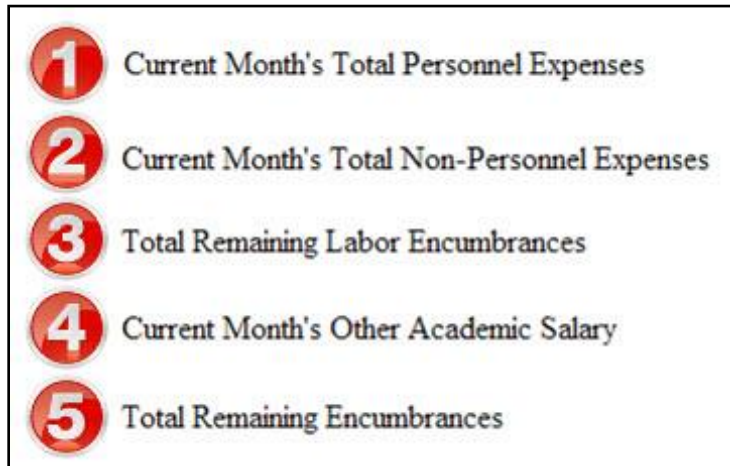 1 Current Month's Total Personnel Expenses
2 Current Month's Total Non-Personnel Expenses
3 Total Remaining Labor Encumbrances
4 Current Month's Other Academic Salary
5 Total Remaining Encumbrances